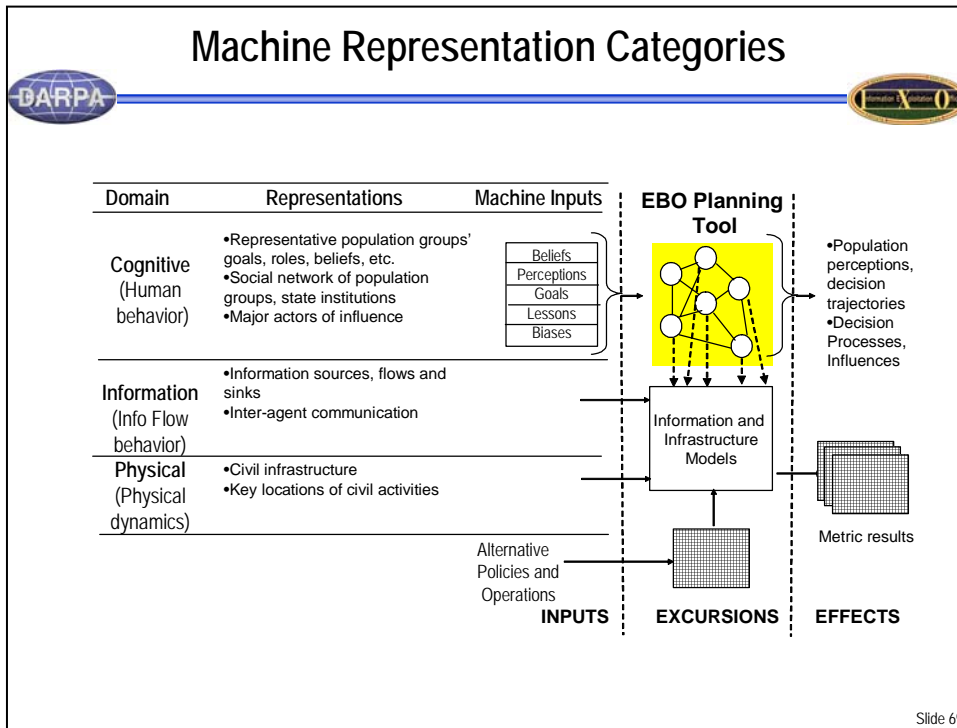 Machine Representation Categories
DARPA
Information Exploitation
I X O
Domain
Representations
Machine Inputs
EBO Planning
Tool
Cognitive
(Human
behavior)
•Representative population groups'
goals, roles, beliefs, etc.
•Social network of population
groups, state institutions
•Major actors of influence
Beliefs
Perceptions
Goals
Lessons
Biases
•Population
perceptions,
decision
trajectories
•Decision
Processes,
Influences
Information
(Info Flow
behavior)
•Information sources, flows and
sinks
•Inter-agent communication
Information and
Infrastructure
Models
Physical
(Physical
dynamics)
•Civil infrastructure
•Key locations of civil activities
Metric results
Alternative
Policies and
Operations
INPUTS
EXCURSIONS
EFFECTS